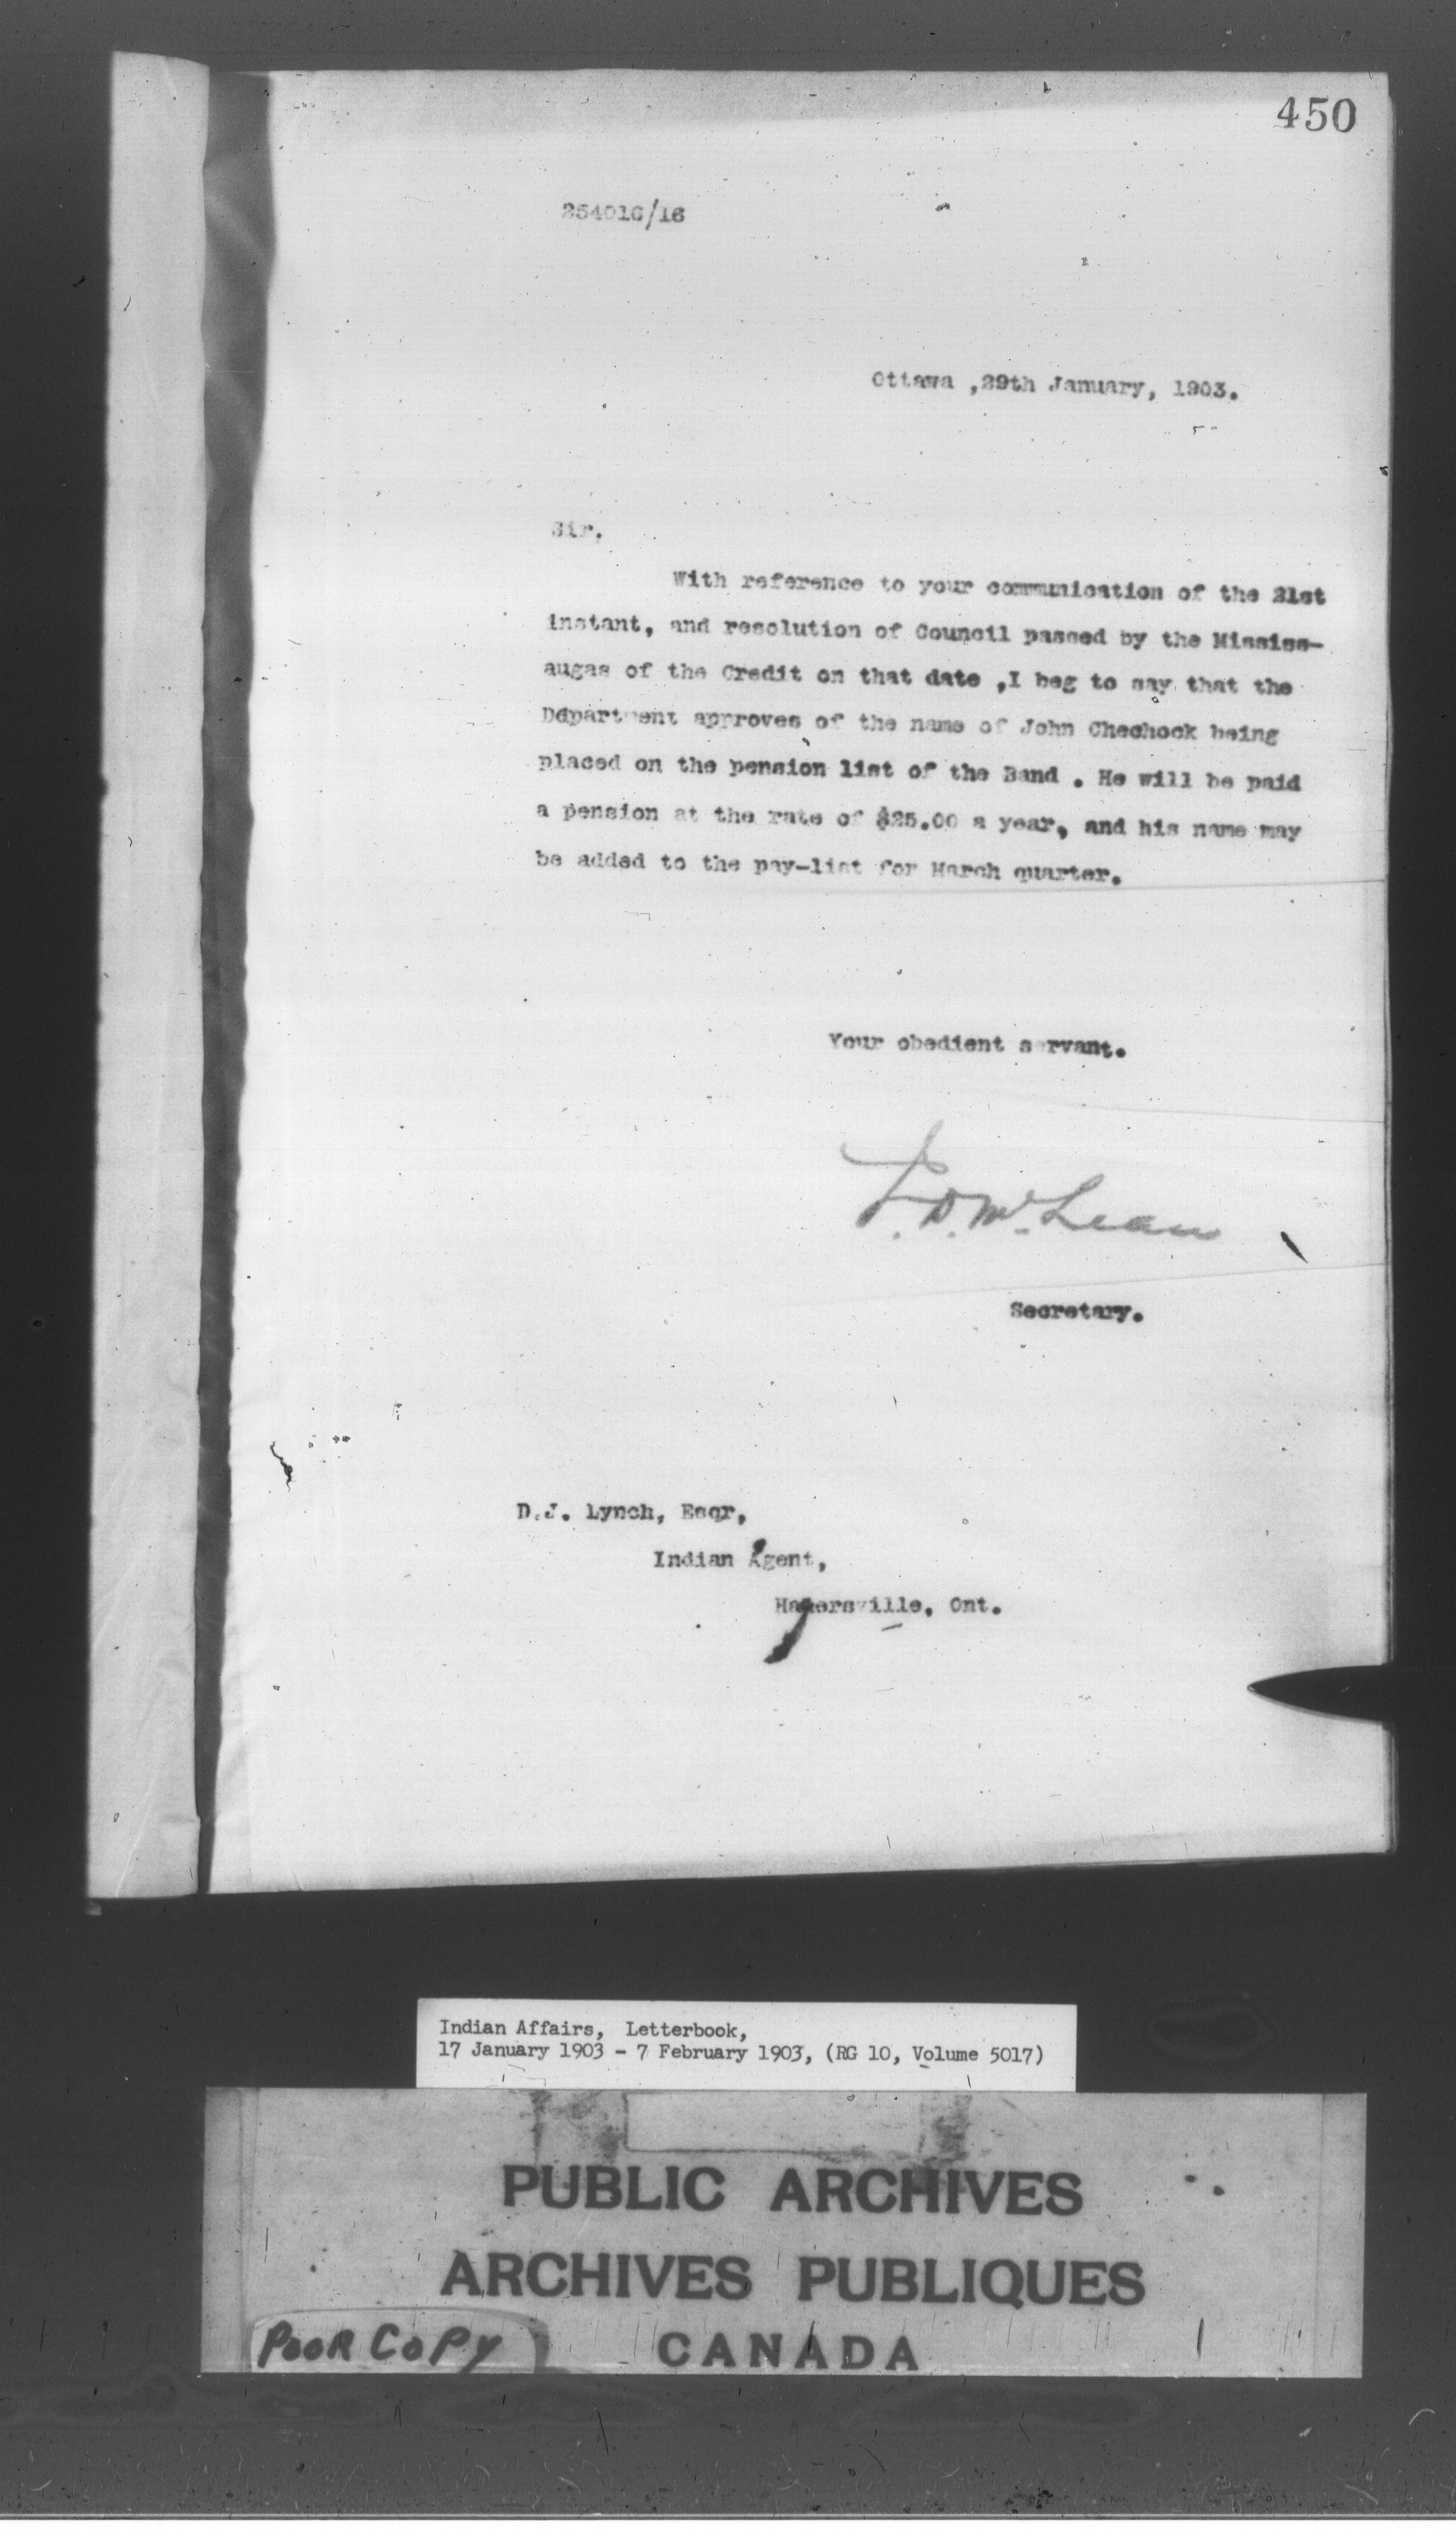 450
254016/16
Ottawa ,29th January, 1903.
Sir,
With reference to your communication of the 21st
instant, and resolution of Council passed by the Mississ-
augas of the Credit on that date ,I beg to say that the
Department approves of the name of John Chechock being
placed on the pension list of the Band . He will be paid
a pension at the rate of $25.00 a year, and his name may
be added to the pay-list for March quarter.
Your obedient servant.
J.D. McLean
Secretary.
D.J. Lynch, Esqr,
Indian Agent,
Hagersville, Ont.
Indian Affairs, Letterbook,
17 January 1903 - 7 February 1903, (RG 10, Volume 5017)
PUBLIC ARCHIVES
ARCHIVES PUBLIQUES
POOR COPY
CANADA